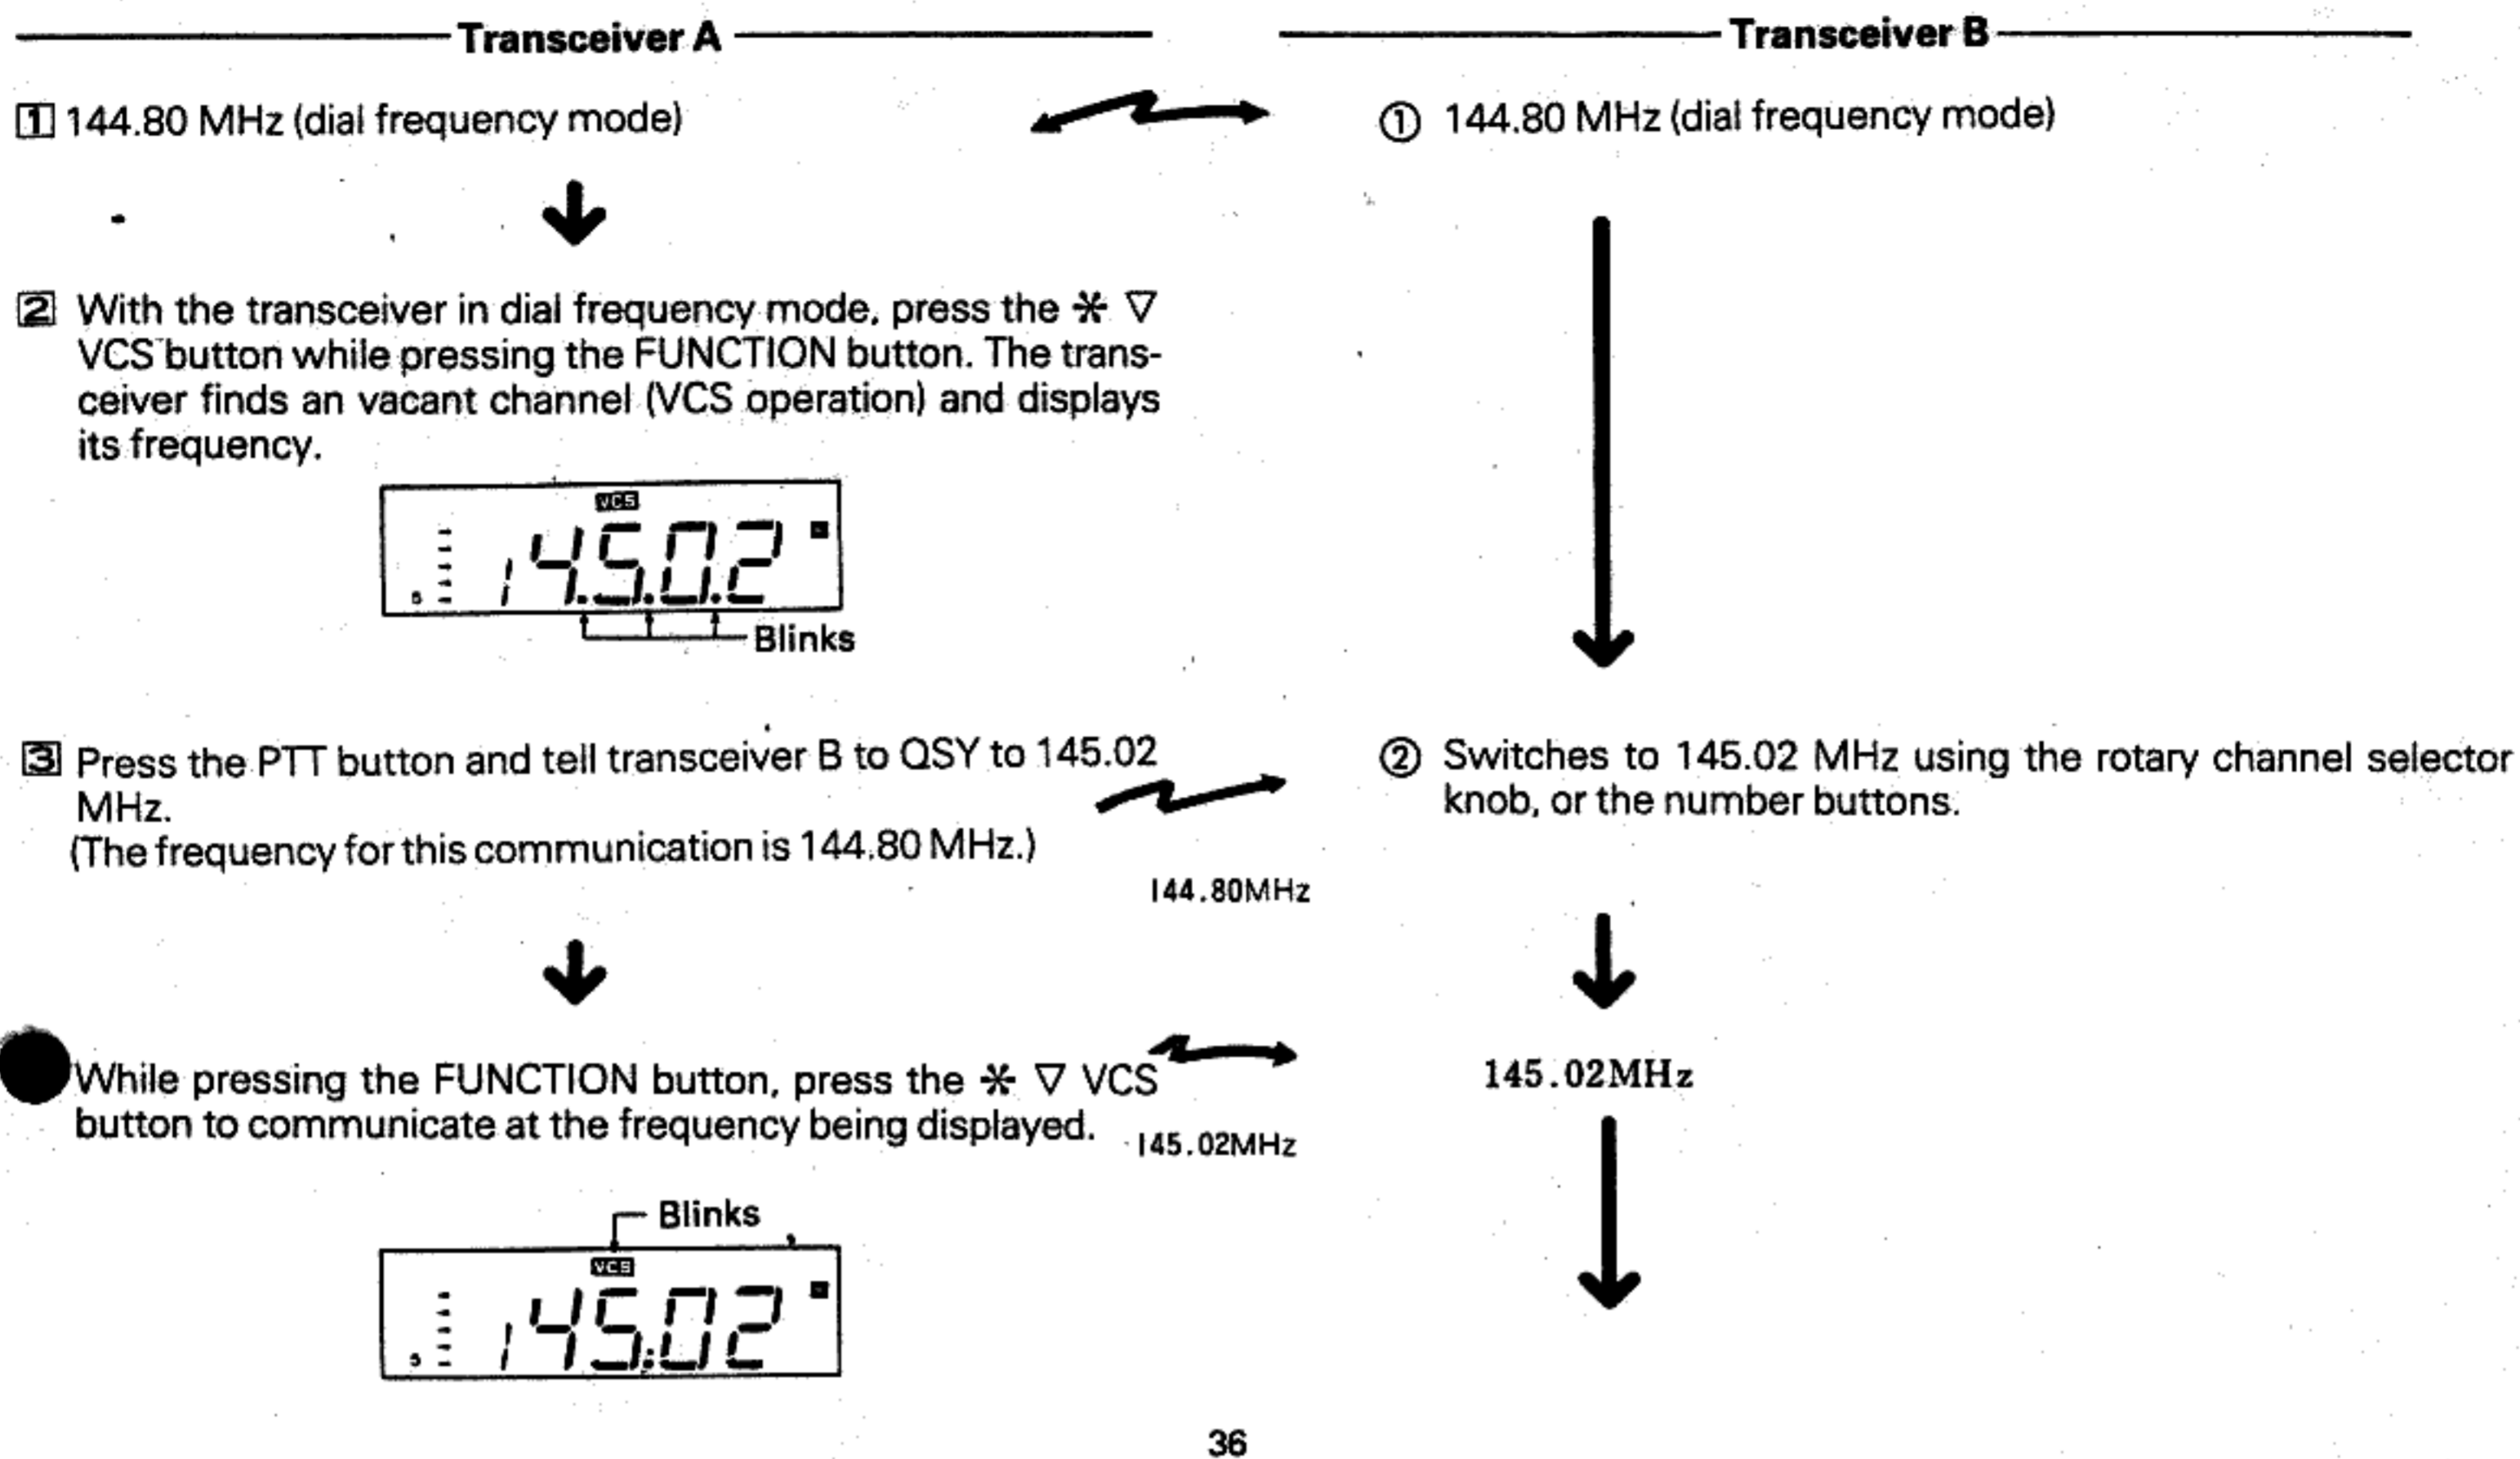 Transceiver A
1 144.80 MHz (dial frequency mode)
2 With the transceiver in dial frequency mode, press the ✻ ▽
VCS button while pressing the FUNCTION button. The trans-
ceiver finds an vacant channel (VCS operation) and displays
its frequency.
VCS
145.0.2
Blinks
3 Press the PTT button and tell transceiver B to QSY to 145.02
MHz.
(The frequency for this communication is 144.80 MHz.)
144.80MHz
While pressing the FUNCTION button, press the ✻ ▽ VCS
button to communicate at the frequency being displayed.
145.02MHz
Blinks
VCS
145.02
Transceiver B
① 144.80 MHz (dial frequency mode)
② Switches to 145.02 MHz using the rotary channel selector
knob, or the number buttons.
145.02MHz
36